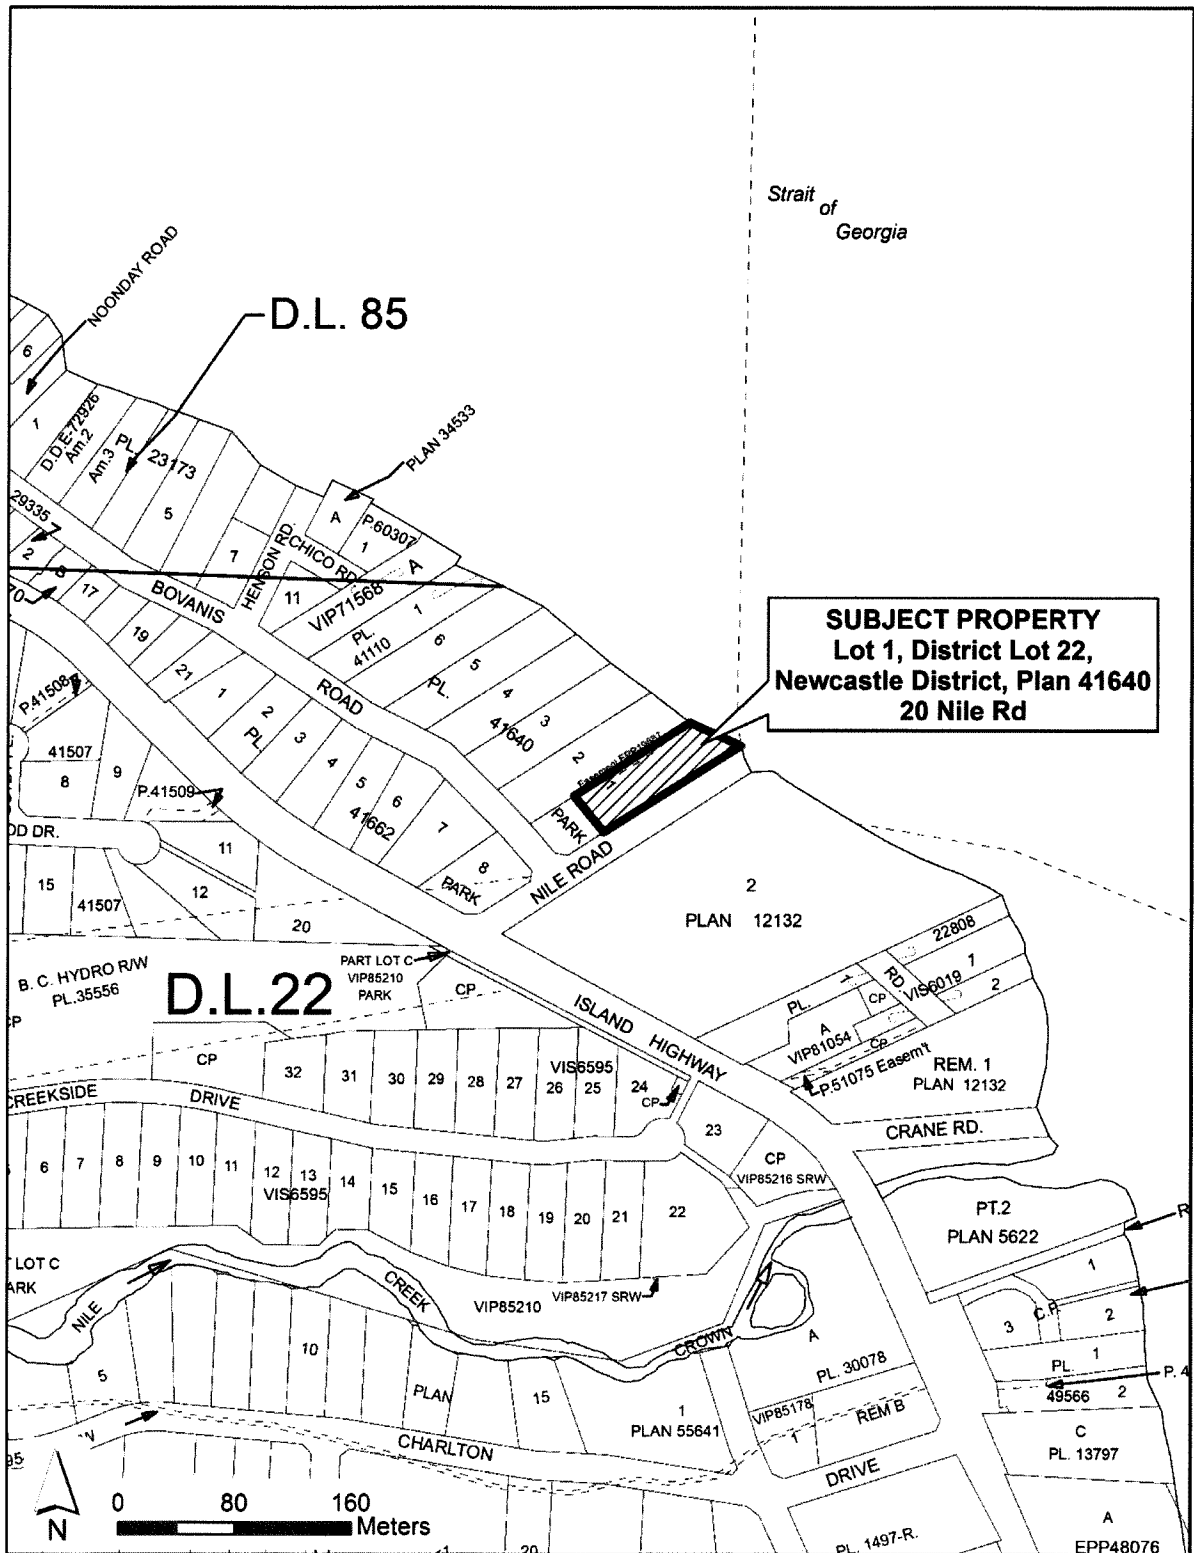 Strait
of
Georgia
NOONDAY ROAD
D.L. 85
PLAN 34533
6
1
D.D.E-72926
Am.2
Am.3
PL.
23173
5
7
29335
7
2
8
17
70
19
21
BOVANIS
ROAD
HENSON RD.
CHICO RD.
A
P.60307
1
A
11
VIP71568
PL.
41110
1
6
5
4
3
2
1
PL.
41640
SUBJECT PROPERTY
Lot 1, District Lot 22,
Newcastle District, Plan 41640
20 Nile Rd
PARK
NILE ROAD
1
2
3
4
5
6
7
8
PL
41662
PARK
P.41508
41507
8
9
P.41509
OD DR.
11
15
41507
12
20
2
PLAN 12132
22808
1
2
RD.
VIS6019
PL.
1
CP
A
VIP81054
CP
P.51075 Easem't
REM. 1
PLAN 12132
CRANE RD.
B. C. HYDRO R/W
PL.35556
CP
D.L.22
PART LOT C
VIP85210
PARK
CP
ISLAND HIGHWAY
CP
32
31
30
29
28
27
26
25
24
VIS6595
CP
CREEKSIDE DRIVE
23
CP
VIP85216 SRW
6
7
8
9
10
11
12
13
14
15
16
17
18
19
20
21
22
VIS6595
PT.2
PLAN 5622
R
LOT C
ARK
NILE
CREEK
VIP85210
VIP85217 SRW
CROWN
1
2
3
C.P.
A
PL. 30078
10
5
PLAN
15
1
PLAN 55641
VIP85178
1
REM B
PL.
49566
1
2
P. 4
C
PL. 13797
W
95
CHARLTON
DRIVE
N
0 80 160
Meters
20
PL. 1497-R.
A
EPP48076